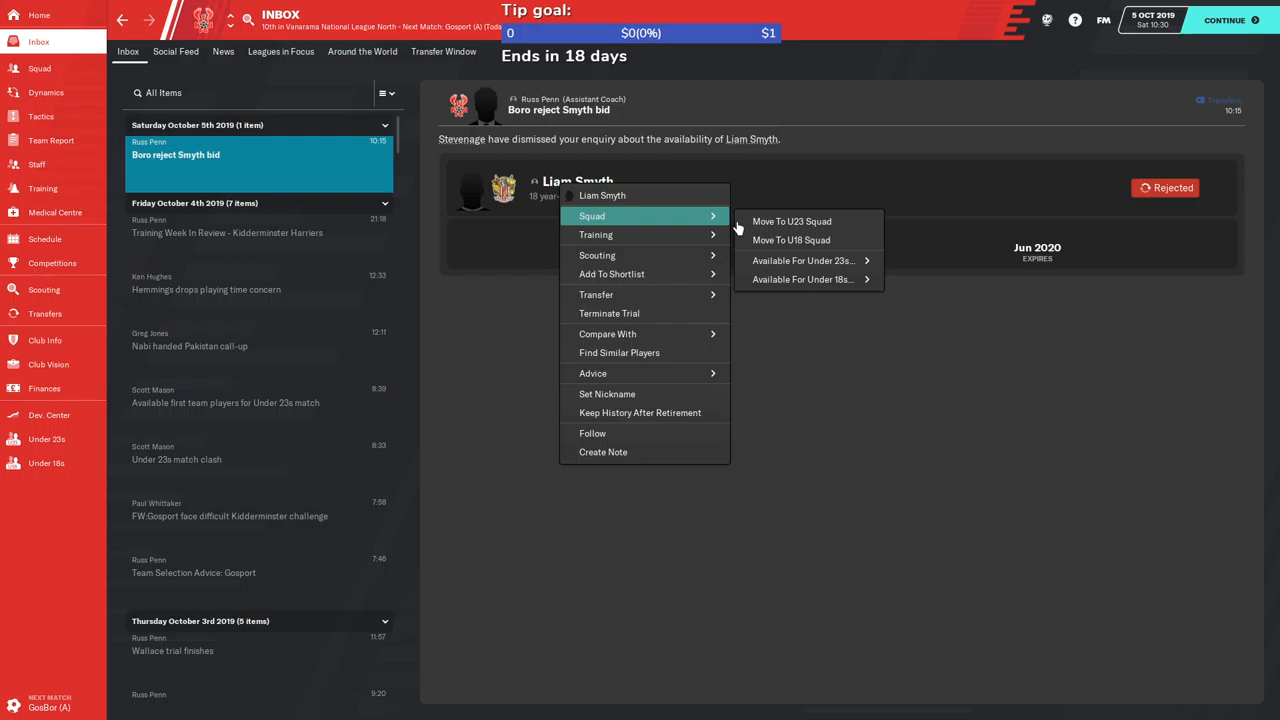 Home
Inbox
Squad
Dynamics
Tactics
Team Report
Staff
Training
Medical Centre
Schedule
Competitions
Scouting
Transfers
Club Info
Club Vision
Finances
Dev. Center
Under 23s
Under 18s
NEXT MATCH
GosBor (A)
INBOX
10th in Vanarama National League North - Next Match: Gosport (A) (Toda
Tip goal:
0 $0(0%) $1
Ends in 18 days
FM
5 OCT 2019
Sat 10:30
CONTINUE
Inbox Social Feed News Leagues in Focus Around the World Transfer Window
All Items
Saturday October 5th 2019 (1 item)
Russ Penn 10:15
Boro reject Smyth bid
Friday October 4th 2019 (7 items)
Russ Penn 21:18
Training Week In Review - Kidderminster Harriers
Ken Hughes 12:33
Hemmings drops playing time concern
Greg Jones 12:11
Nabi handed Pakistan call-up
Scott Mason 8:39
Available first team players for Under 23s match
Scott Mason 8:33
Under 23s match clash
Paul Whittaker 7:58
FW:Gosport face difficult Kidderminster challenge
Russ Penn 7:46
Team Selection Advice: Gosport
Thursday October 3rd 2019 (5 items)
Russ Penn 11:57
Wallace trial finishes
Russ Penn 9:20
Russ Penn (Assistant Coach)
Boro reject Smyth bid
Transfers
10:15
Stevenage have dismissed your enquiry about the availability of Liam Smyth.
Liam Smyth
18 year-
Rejected
Jun 2020
EXPIRES
Liam Smyth
Squad
Training
Scouting
Add To Shortlist
Transfer
Terminate Trial
Compare With
Find Similar Players
Advice
Set Nickname
Keep History After Retirement
Follow
Create Note
Move To U23 Squad
Move To U18 Squad
Available For Under 23s...
Available For Under 18s...